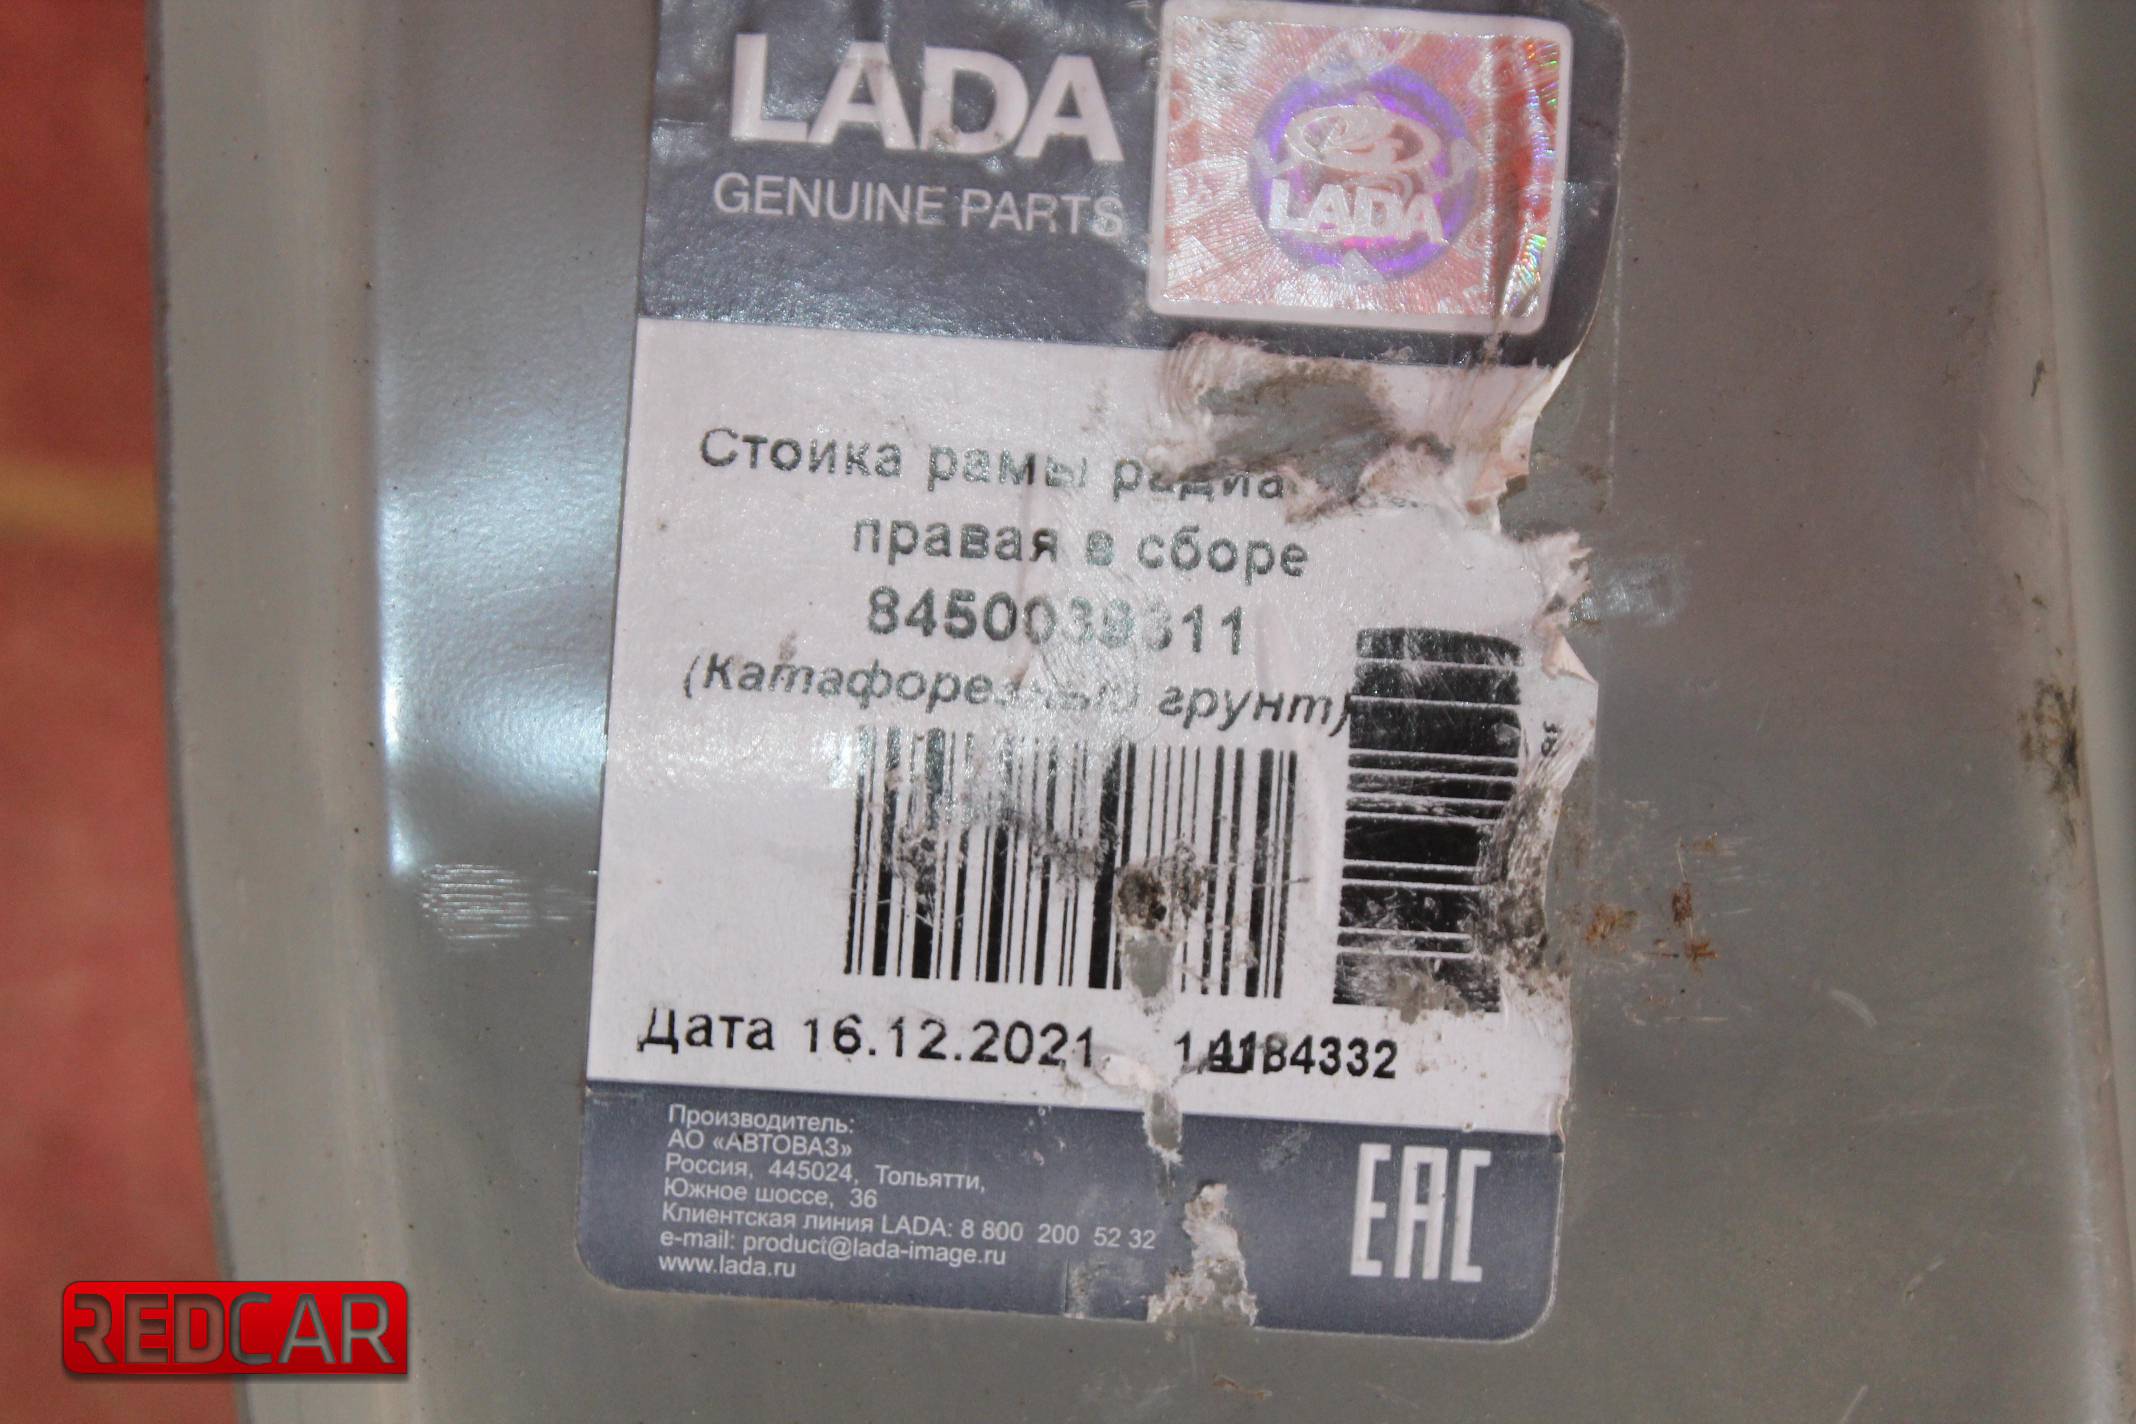 LADA
GENUINE PARTS
LADA
Стойка рамы
правая в сборе
(Катафорезный грунт)
Дата 16.12.2021
Производитель:
АО «АВТОВАЗ»
Россия, 445024, Тольятти,
Южное шоссе, 36
Клиентская линия LADA: 8 800 200 52 32
e-mail: product@lada-image.ru
www.lada.ru
EAC
REDCAR